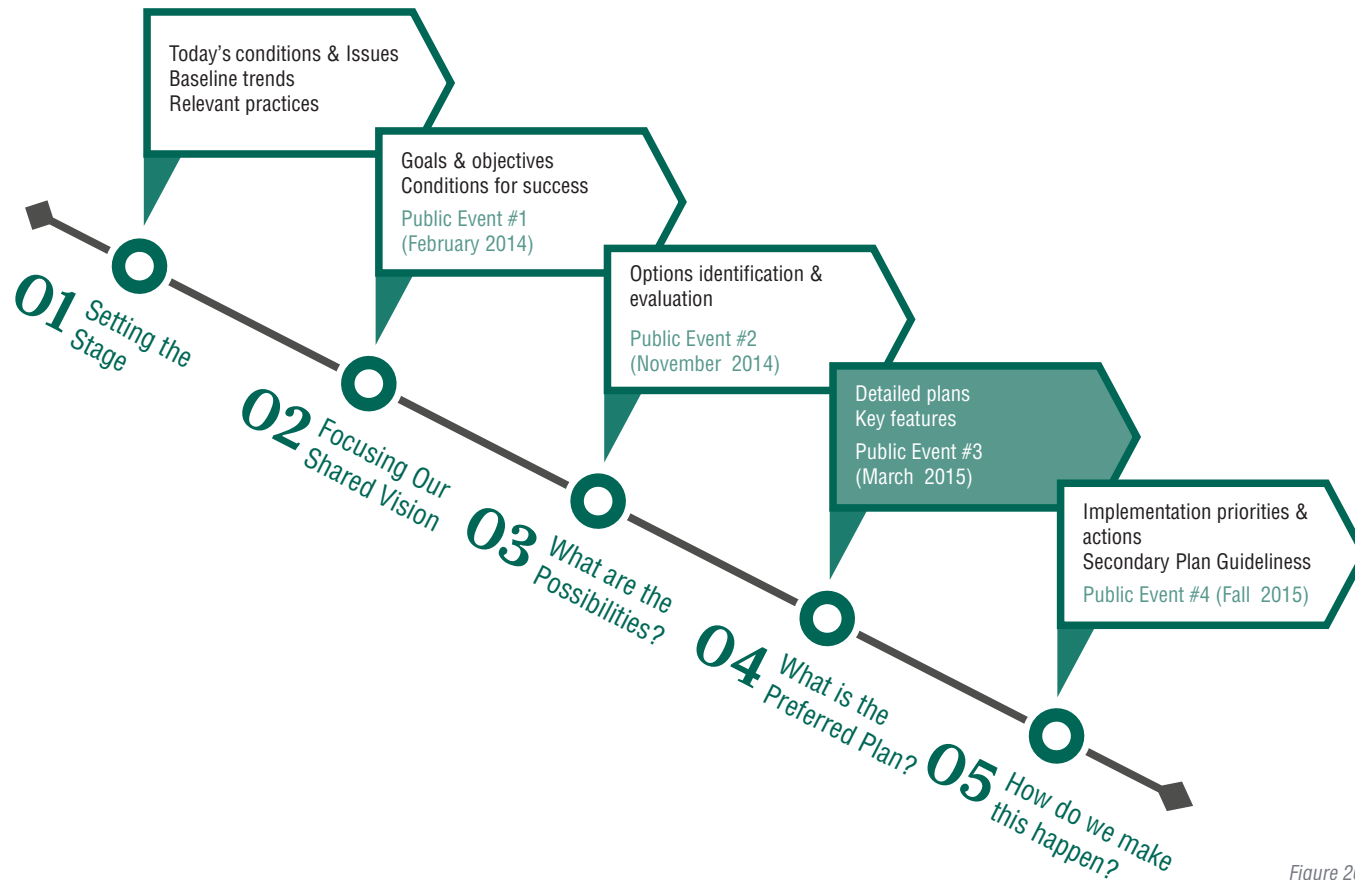 Today's conditions & Issues
Baseline trends
Relevant practices
01 Setting the
Stage
Goals & objectives
Conditions for success
Public Event #1
(February 2014)
02 Focusing Our
Shared Vision
Options identification &
evaluation
Public Event #2
(November 2014)
03 What are the
Possibilities?
Detailed plans
Key features
Public Event #3
(March 2015)
04 What is the
Preferred Plan?
Implementation priorities &
actions
Secondary Plan Guideliness
Public Event #4 (Fall 2015)
05 How do we make
this happen?
Figure